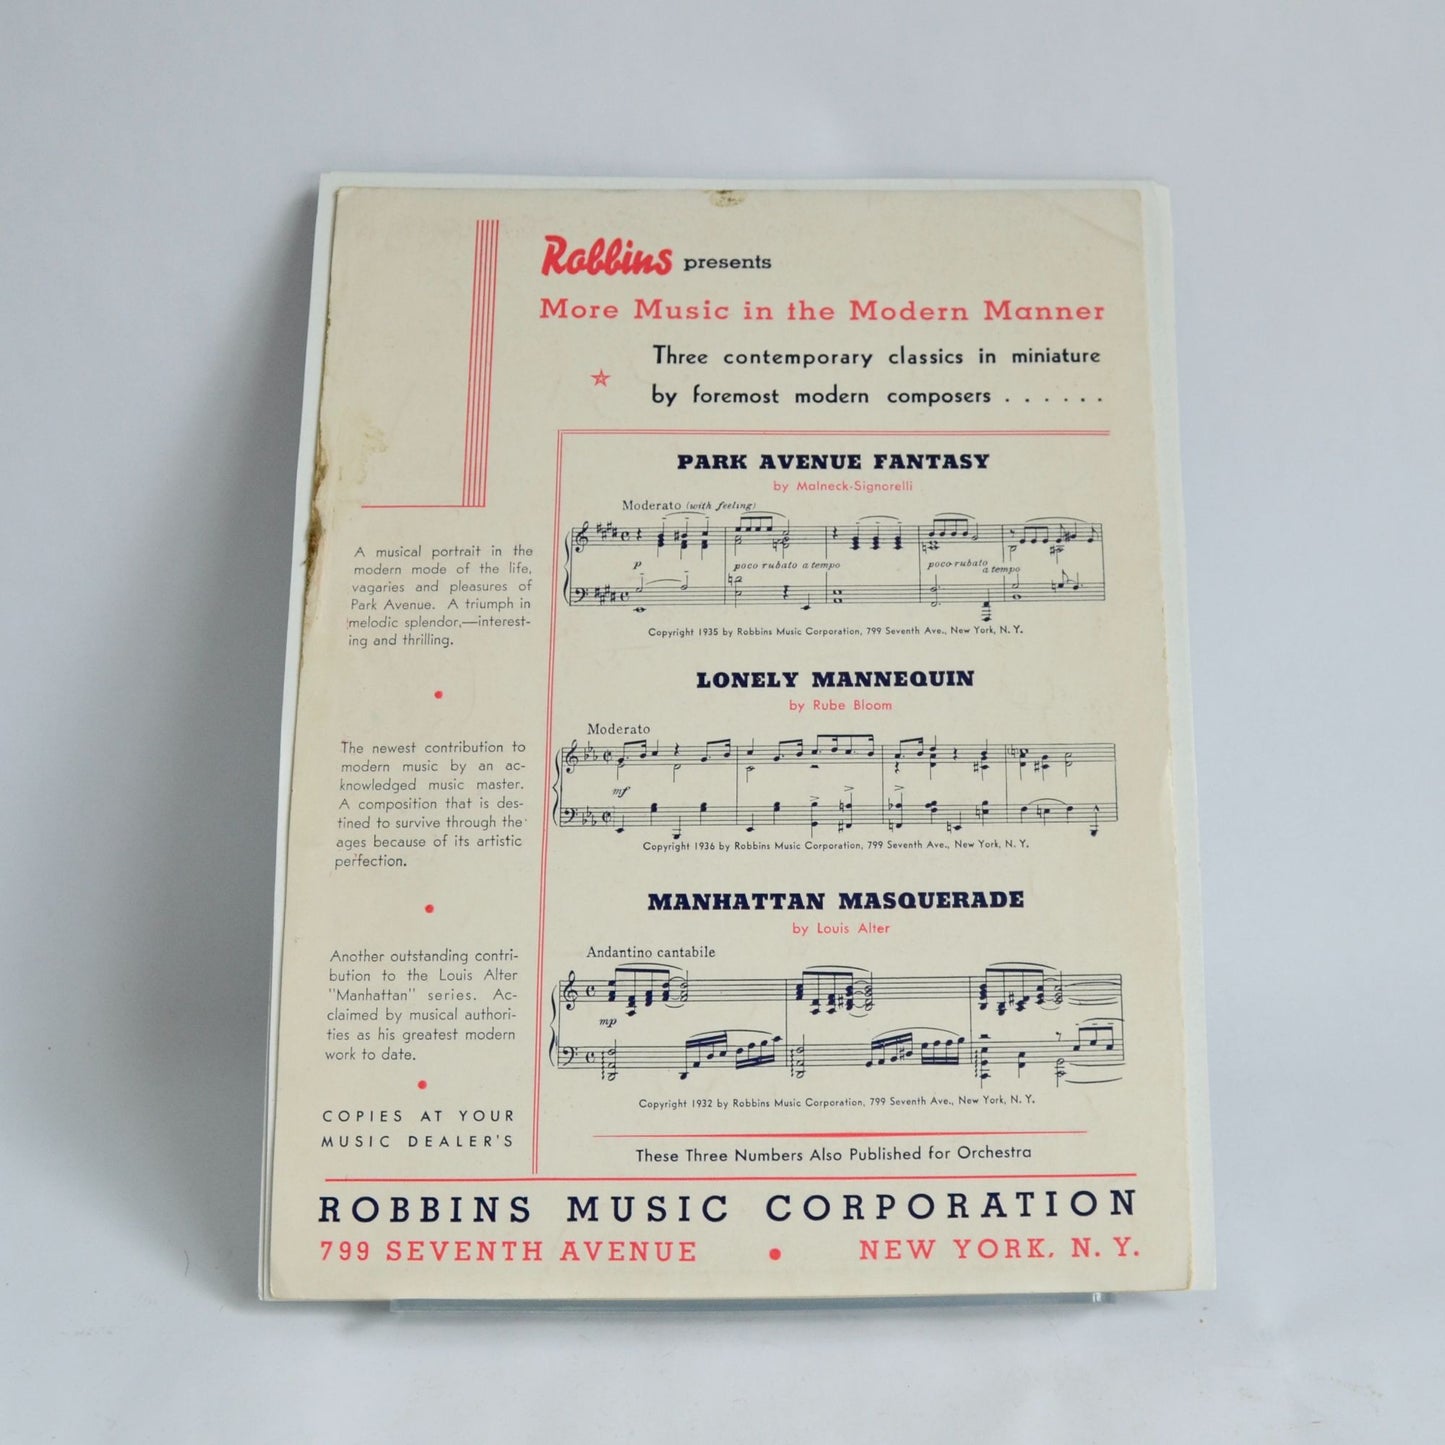 Robbins presents
More Music in the Modern Manner
Three contemporary classics in miniature
by foremost modern composers . . . . . .
PARK AVENUE FANTASY
by Malneck-Signorelli
Moderato (with feeling)
p
poco rubato a tempo
poco rubato
a tempo
Copyright 1935 by Robbins Music Corporation, 799 Seventh Ave., New York, N. Y.
A musical portrait in the
modern mode of the life,
vagaries and pleasures of
Park Avenue. A triumph in
melodic splendor,—interest-
ing and thrilling.
LONELY MANNEQUIN
by Rube Bloom
Moderato
mf
Copyright 1936 by Robbins Music Corporation, 799 Seventh Ave., New York, N. Y.
The newest contribution to
modern music by an ac-
knowledged music master.
A composition that is des-
tined to survive through the
ages because of its artistic
perfection.
MANHATTAN MASQUERADE
by Louis Alter
Andantino cantabile
mp
Copyright 1932 by Robbins Music Corporation, 799 Seventh Ave., New York, N. Y.
Another outstanding contri-
bution to the Louis Alter
"Manhattan" series. Ac-
claimed by musical authori-
ties as his greatest modern
work to date.
COPIES AT YOUR
MUSIC DEALER'S
These Three Numbers Also Published for Orchestra
ROBBINS MUSIC CORPORATION
799 SEVENTH AVENUE • NEW YORK, N. Y.